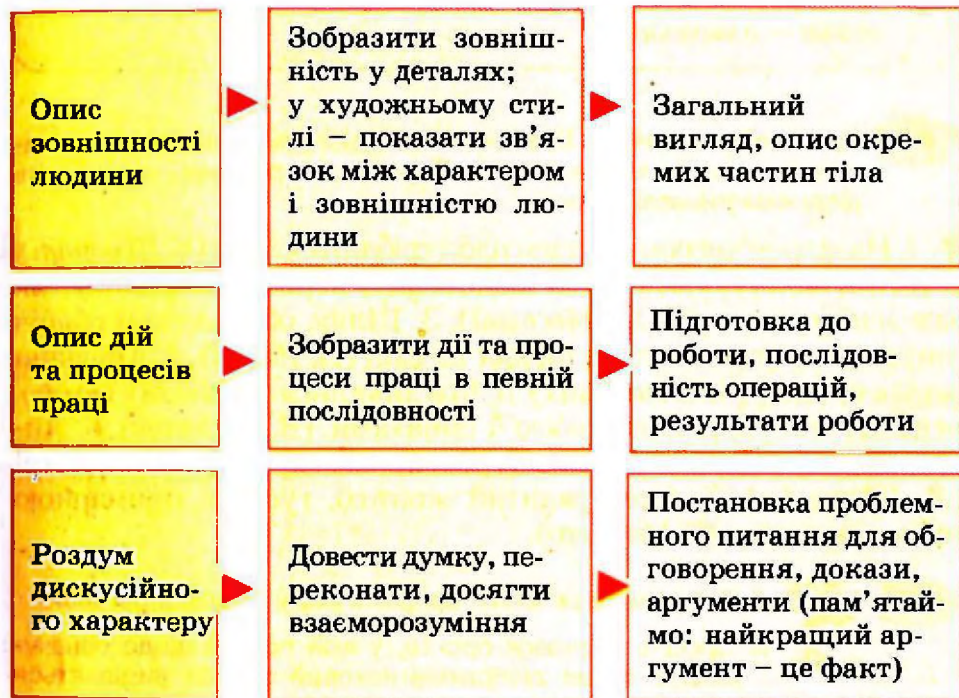 Опис
зовнішності
людини
Зобразити зовніш-
ність у деталях;
у художньому сти-
лі – показати зв’я-
зок між характером
і зовнішністю лю-
дини
Загальний
вигляд, опис окре-
мих частин тіла
Опис дій
та процесів
праці
Зобразити дії та про-
цеси праці в певній
послідовності
Підготовка до
роботи, послідов-
ність операцій,
результати роботи
Роздум
дискусійно-
го характеру
Довести думку, пе-
реконати, досягти
взаєморозуміння
Постановка проблем-
ного питання для об-
говорення, докази,
аргументи (пам’ятай-
мо: найкращий ар-
гумент – це факт)